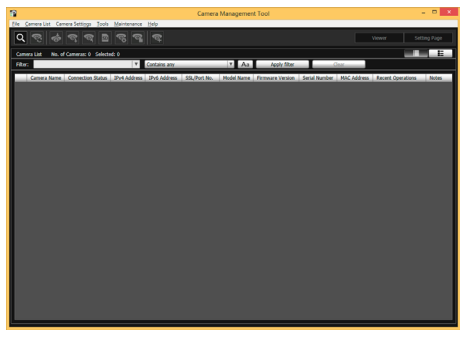 Camera Management Tool
File Camera List Camera Settings Tools Maintenance Help
Viewer Setting Page
Camera List No. of Cameras: 0 Selected: 0
Filter: Contains any Aa Apply filter Clear
Camera Name Connection Status IPv4 Address IPv6 Address SSL/Port No. Model Name Firmware Version Serial Number MAC Address Recent Operations Notes